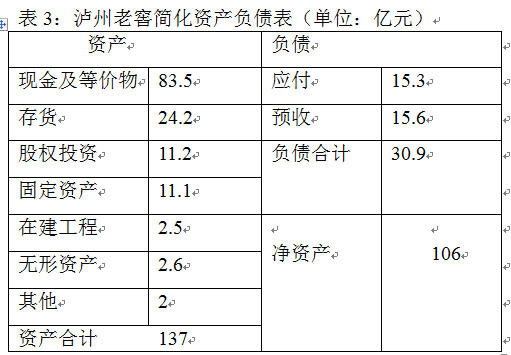 表 3：泸州老窖简化资产负债表（单位：亿元）
资产 负债
现金及等价物 83.5 应付 15.3
存货 24.2 预收 15.6
股权投资 11.2 负债合计 30.9
固定资产 11.1
在建工程 2.5
无形资产 2.6 净资产 106
其他 2
资产合计 137